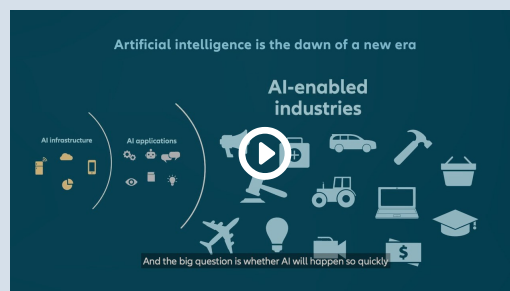 Artificial intelligence is the dawn of a new era
AI-enabled
industries
AI infrastructure
AI applications
$
And the big question is whether AI will happen so quickly